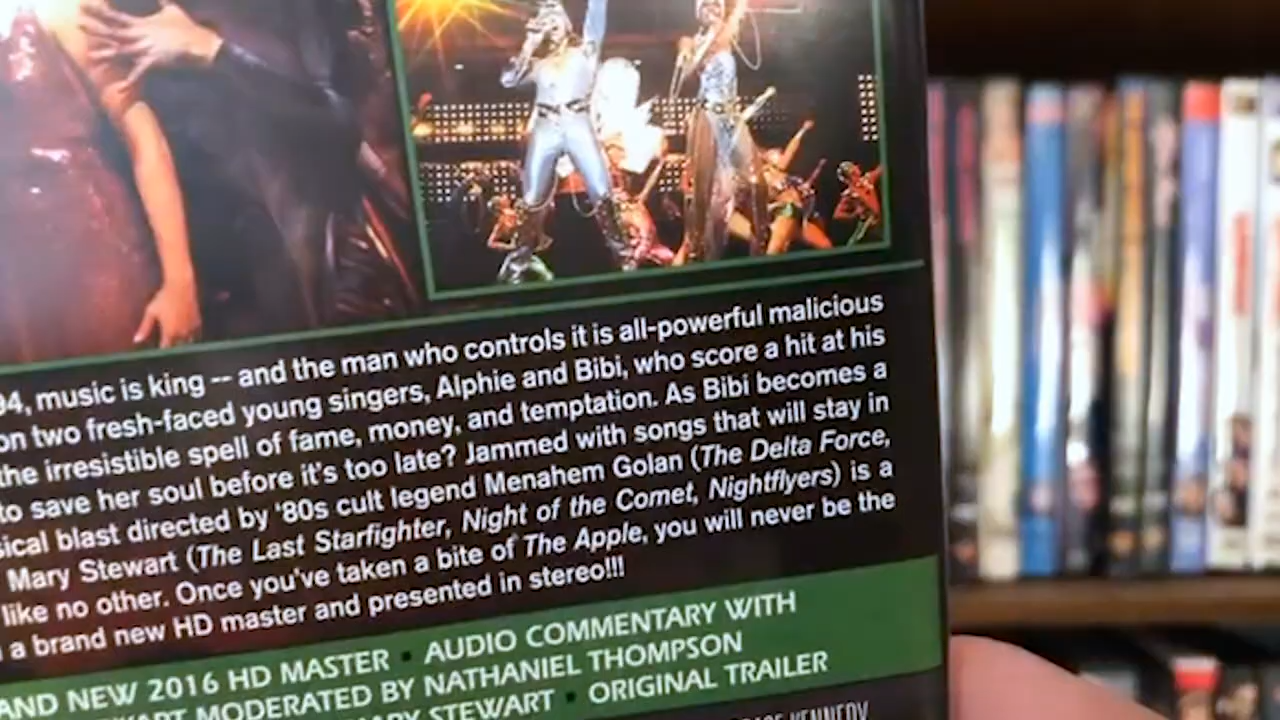 94, music is king -- and the man who controls it is all-powerful malicious
on two fresh-faced young singers, Alphie and Bibi, who score a hit at his
the irresistible spell of fame, money, and temptation. As Bibi becomes a
to save her soul before it's too late? Jammed with songs that will stay in
sical blast directed by '80s cult legend Menahem Golan (The Delta Force,
Mary Stewart (The Last Starfighter, Night of the Comet, Nightflyers) is a
like no other. Once you've taken a bite of The Apple, you will never be the
a brand new HD master and presented in stereo!!!
AND NEW 2016 HD MASTER • AUDIO COMMENTARY WITH
WART MODERATED BY NATHANIEL THOMPSON
MARY STEWART • ORIGINAL TRAILER
KENNEDY